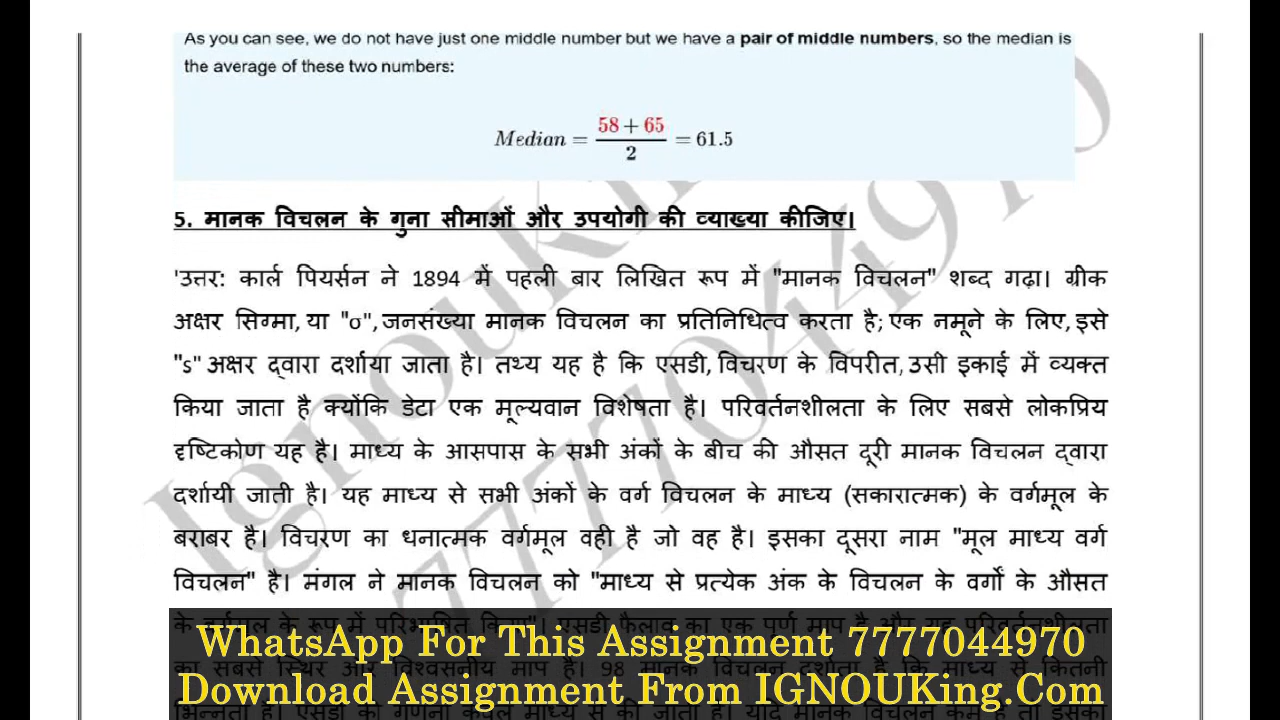 As you can see, we do not have just one middle number but we have a pair of middle numbers, so the median is
the average of these two numbers:
Median = (58 + 65) / 2 = 61.5
5. मानक विचलन के गुना सीमाओं और उपयोगी की व्याख्या कीजिए।
'उत्तर: कार्ल पियर्सन ने 1894 में पहली बार लिखित रूप में "मानक विचलन" शब्द गढ़ा। ग्रीक
अक्षर सिग्मा, या "σ", जनसंख्या मानक विचलन का प्रतिनिधित्व करता है; एक नमूने के लिए, इसे
"s" अक्षर द्वारा दर्शाया जाता है। तथ्य यह है कि एसडी, विचरण के विपरीत, उसी इकाई में व्यक्त
किया जाता है क्योंकि डेटा एक मूल्यवान विशेषता है। परिवर्तनशीलता के लिए सबसे लोकप्रिय
दृष्टिकोण यह है। माध्य के आसपास के सभी अंकों के बीच की औसत दूरी मानक विचलन द्वारा
दर्शायी जाती है। यह माध्य से सभी अंकों के वर्ग विचलन के माध्य (सकारात्मक) के वर्गमूल के
बराबर है। विचरण का धनात्मक वर्गमूल वही है जो वह है। इसका दूसरा नाम "मूल माध्य वर्ग
विचलन" है। मंगल ने मानक विचलन को "माध्य से प्रत्येक अंक के विचलन के वर्गों के औसत
WhatsApp For This Assignment 7777044970
Download Assignment From IGNOUKing.Com